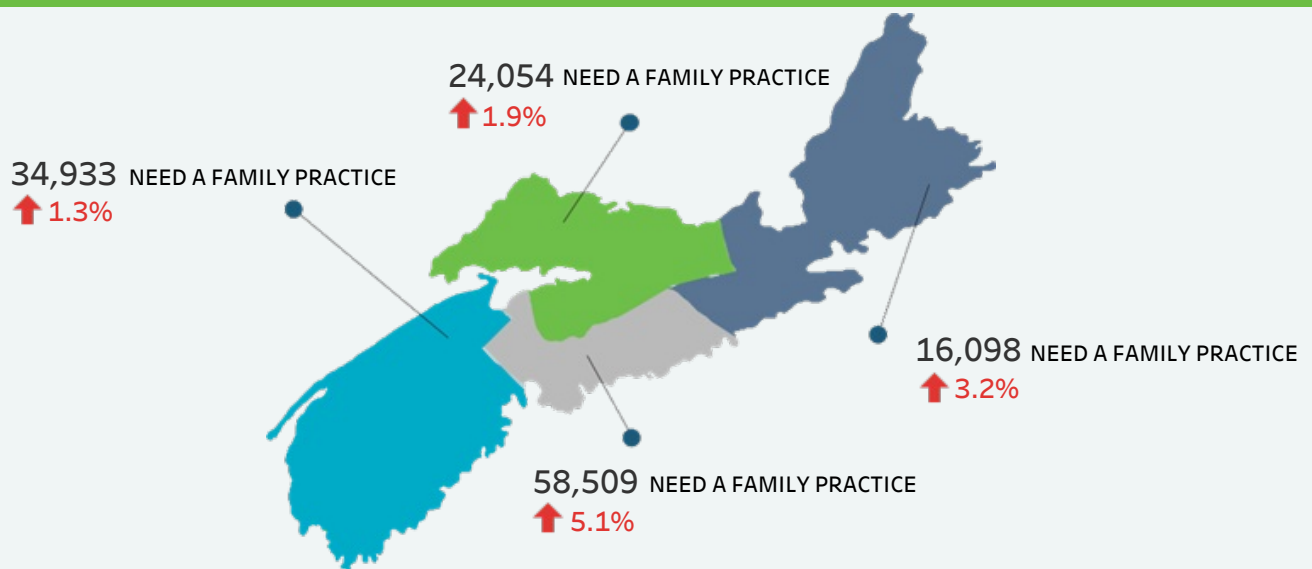 24,054 NEED A FAMILY PRACTICE
1.9%
34,933 NEED A FAMILY PRACTICE
1.3%
16,098 NEED A FAMILY PRACTICE
3.2%
58,509 NEED A FAMILY PRACTICE
5.1%